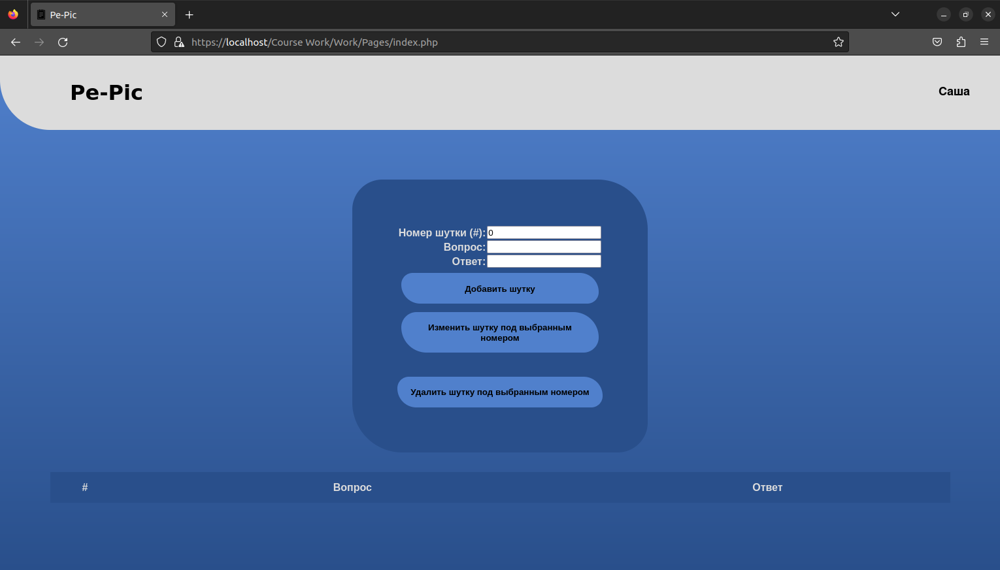 Pe-Pic
https://localhost/Course Work/Work/Pages/index.php
Pe-Pic
Саша
Номер шутки (#): 0
Вопрос:
Ответ:
Добавить шутку
Изменить шутку под выбранным
номером
Удалить шутку под выбранным номером
# Вопрос Ответ